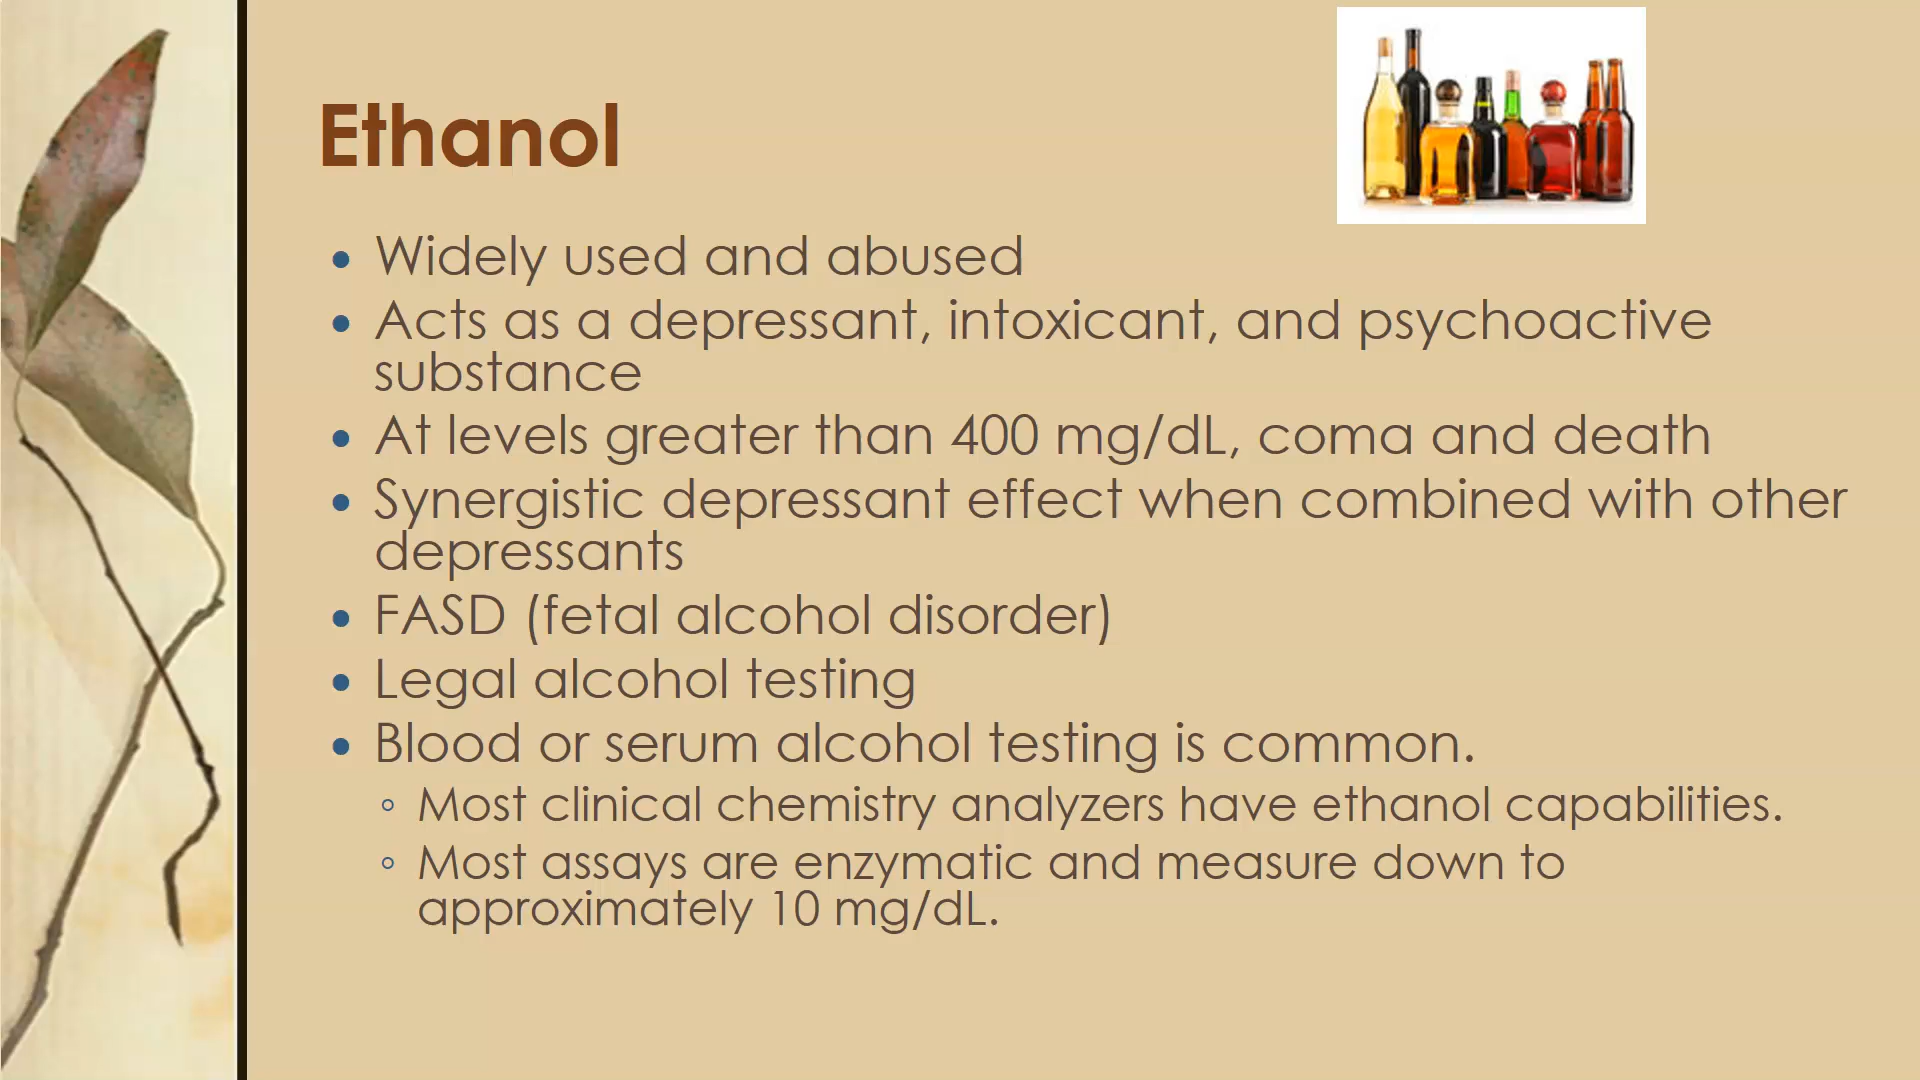 Ethanol
• Widely used and abused
• Acts as a depressant, intoxicant, and psychoactive
substance
• At levels greater than 400 mg/dL, coma and death
• Synergistic depressant effect when combined with other
depressants
• FASD (fetal alcohol disorder)
• Legal alcohol testing
• Blood or serum alcohol testing is common.
◦ Most clinical chemistry analyzers have ethanol capabilities.
◦ Most assays are enzymatic and measure down to
approximately 10 mg/dL.